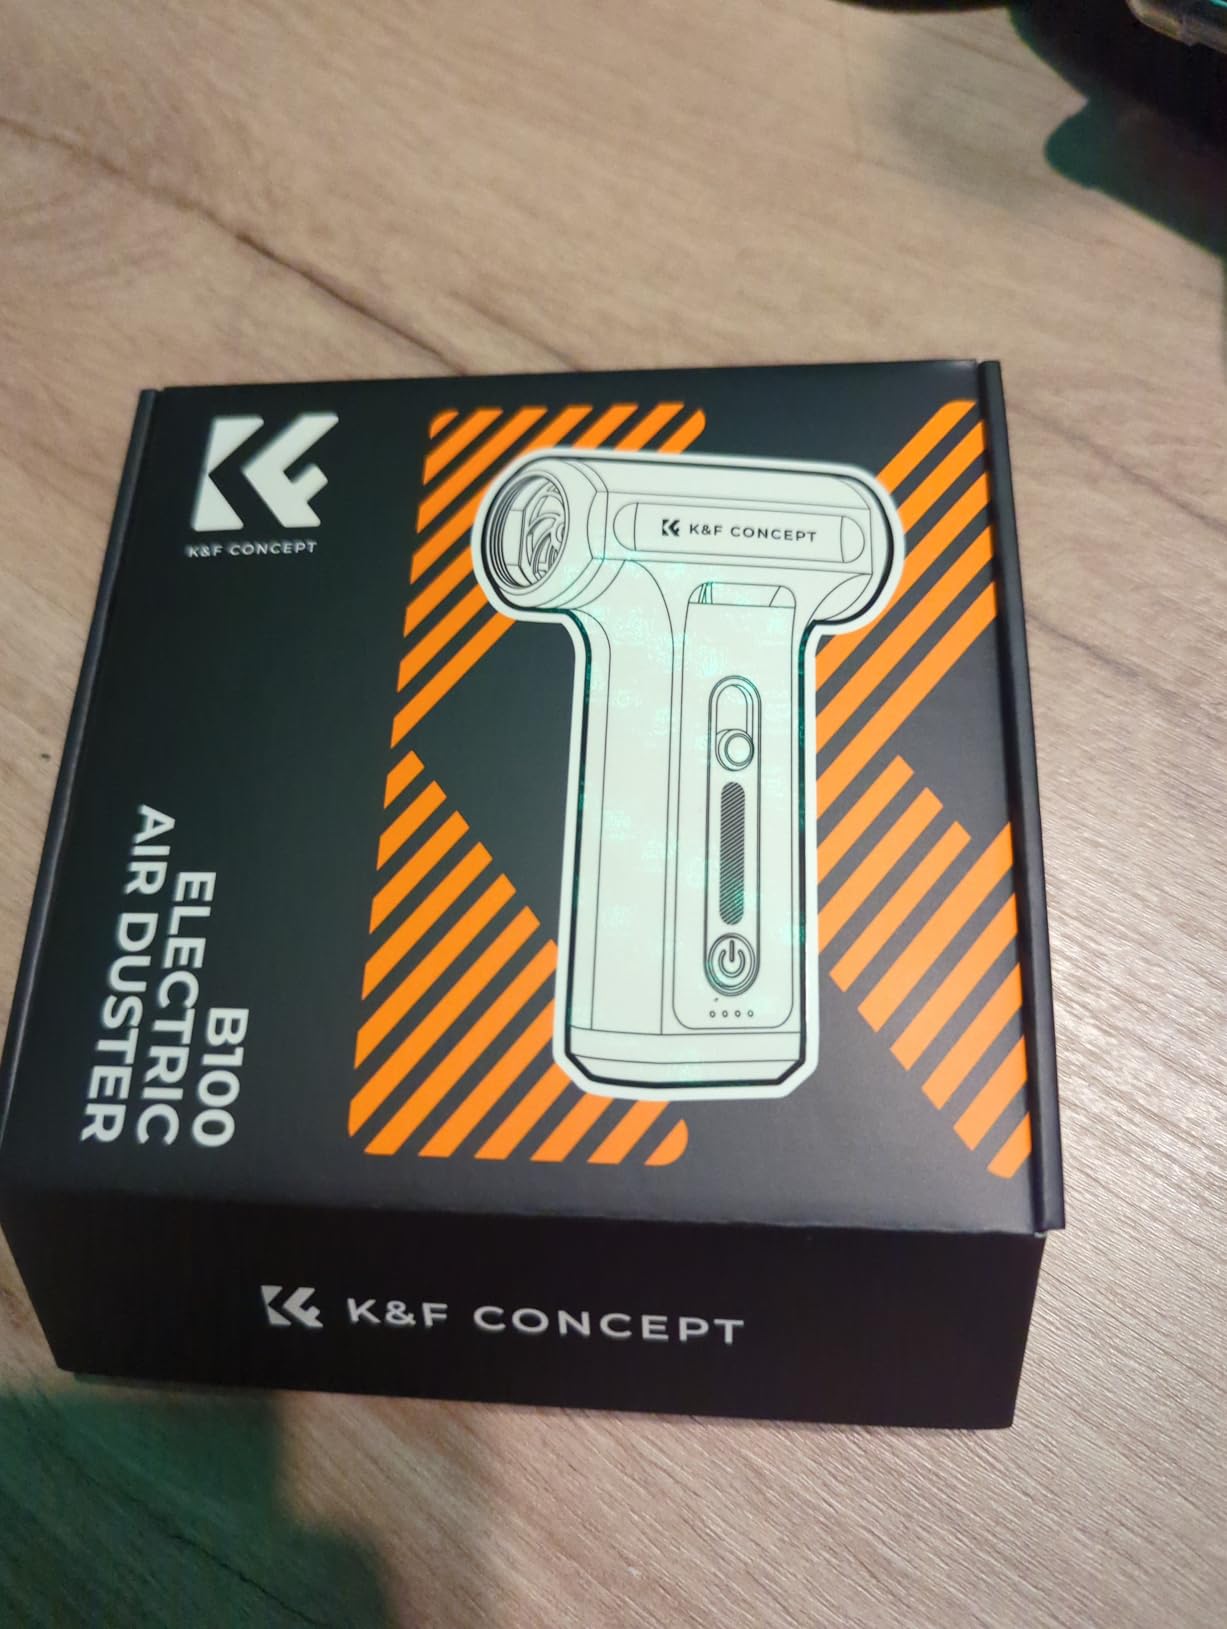 K&F CONCEPT
K&F CONCEPT
B100
ELECTRIC
AIR DUSTER
K&F CONCEPT